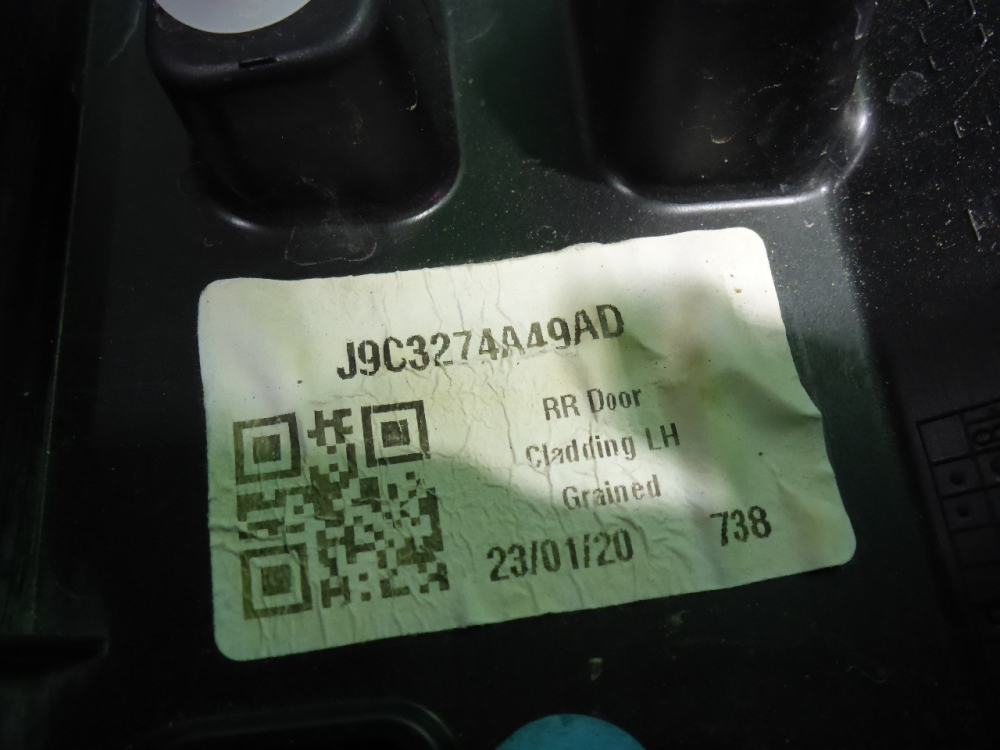 J9C3274A49AD
RR Door
Cladding LH
Grained
23/01/20 738